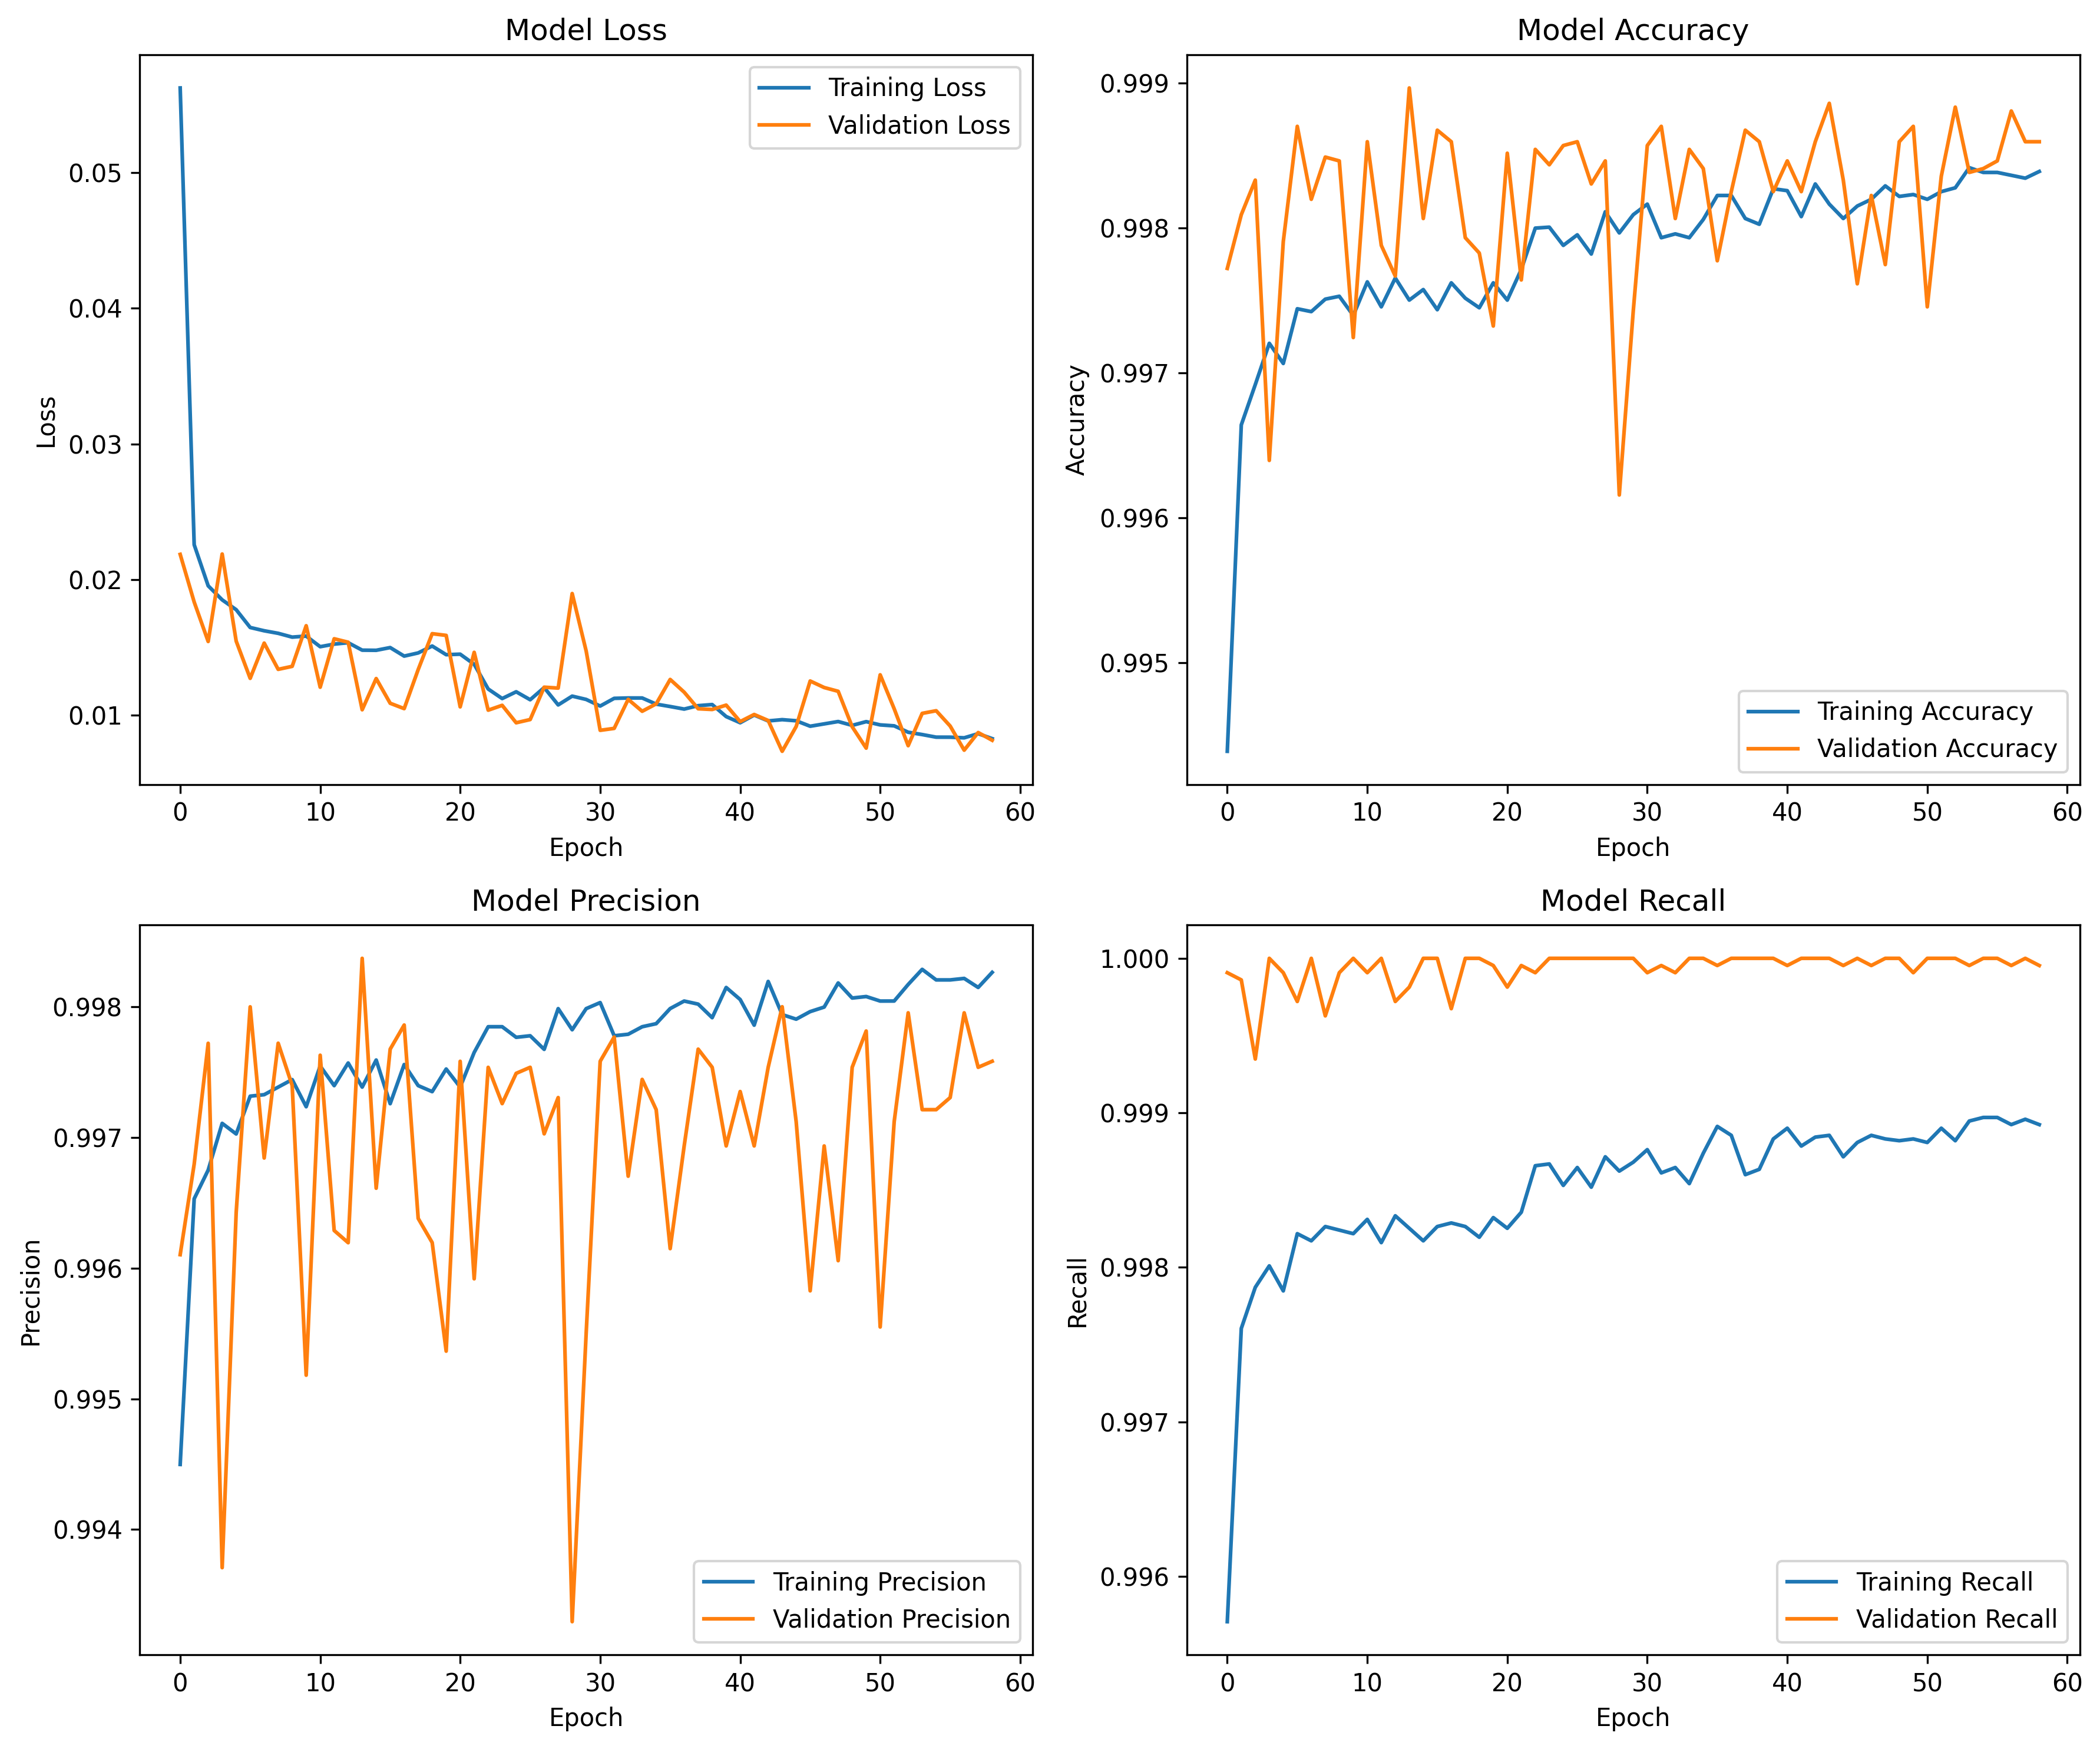 Model Loss
Training Loss
Validation Loss
Loss
0.05
0.04
0.03
0.02
0.01
0 10 20 30 40 50 60
Epoch
Model Accuracy
0.999
0.998
0.997
0.996
0.995
Accuracy
Training Accuracy
Validation Accuracy
0 10 20 30 40 50 60
Epoch
Model Precision
0.998
0.997
0.996
0.995
0.994
Precision
Training Precision
Validation Precision
0 10 20 30 40 50 60
Epoch
Model Recall
1.000
0.999
0.998
0.997
0.996
Recall
Training Recall
Validation Recall
0 10 20 30 40 50 60
Epoch